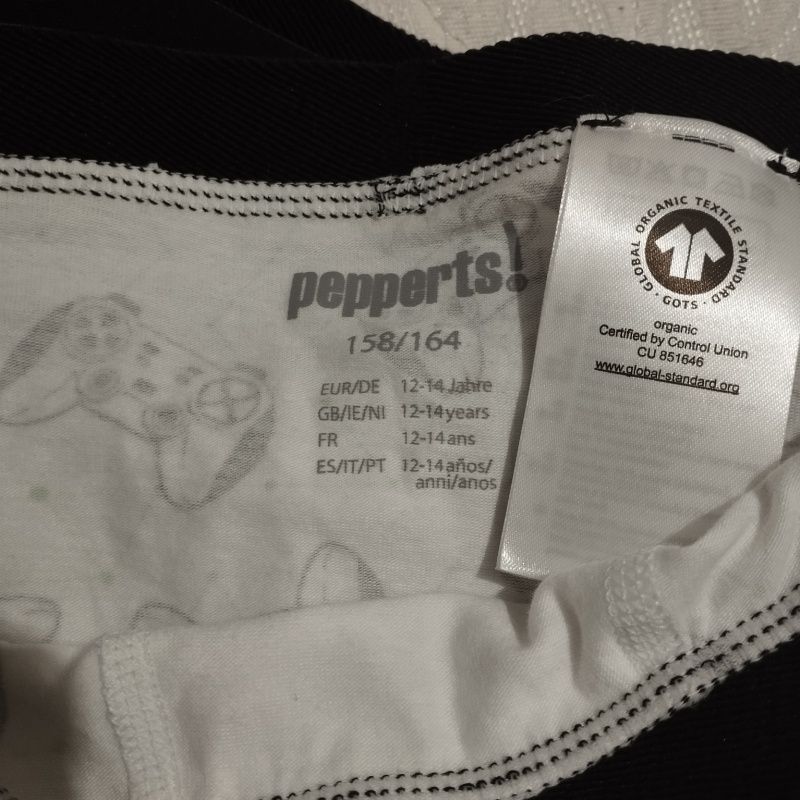 pepperts!
158/164
EUR/DE 12-14 Jahre
GB/IE/NI 12-14 years
FR 12-14 ans
ES/IT/PT 12-14 años/
anni/anos
GLOBAL ORGANIC TEXTILE STANDARD
· GOTS ·
organic
Certified by Control Union
CU 851646
www.global-standard.org